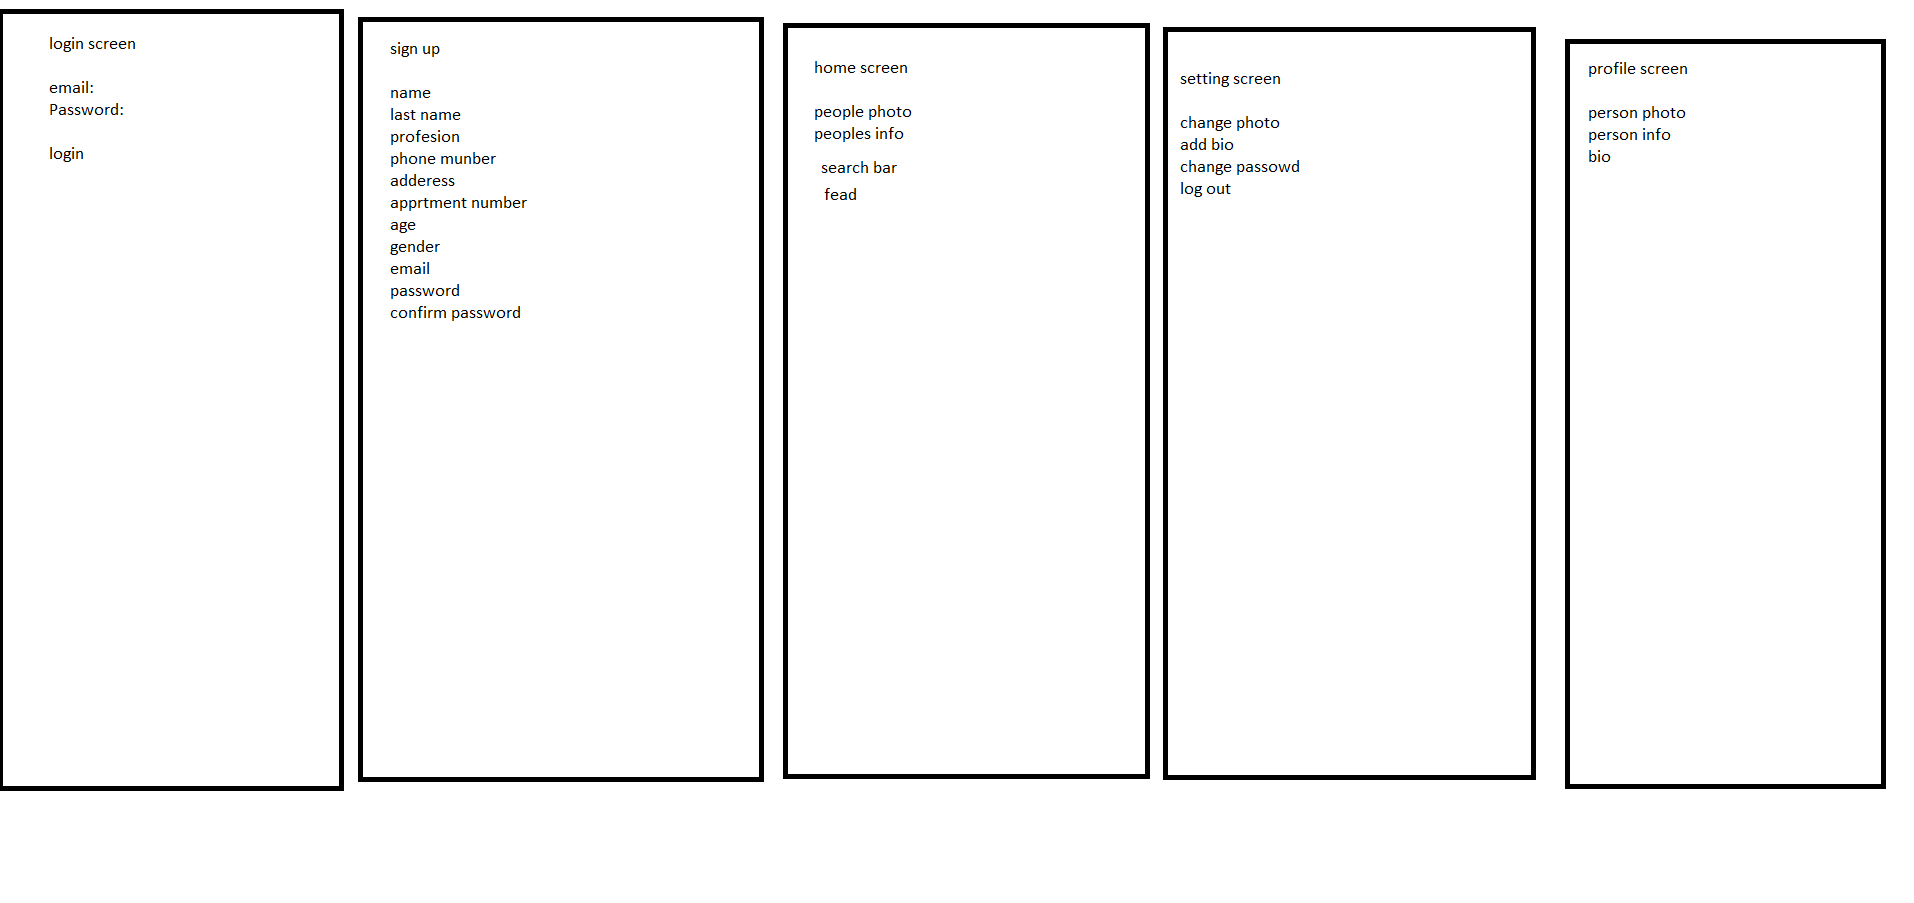 login screen
email:
Password:
login
sign up
name
last name
profesion
phone munber
adderess
apprtment number
age
gender
email
password
confirm password
home screen
people photo
peoples info
search bar
fead
setting screen
change photo
add bio
change passowd
log out
profile screen
person photo
person info
bio